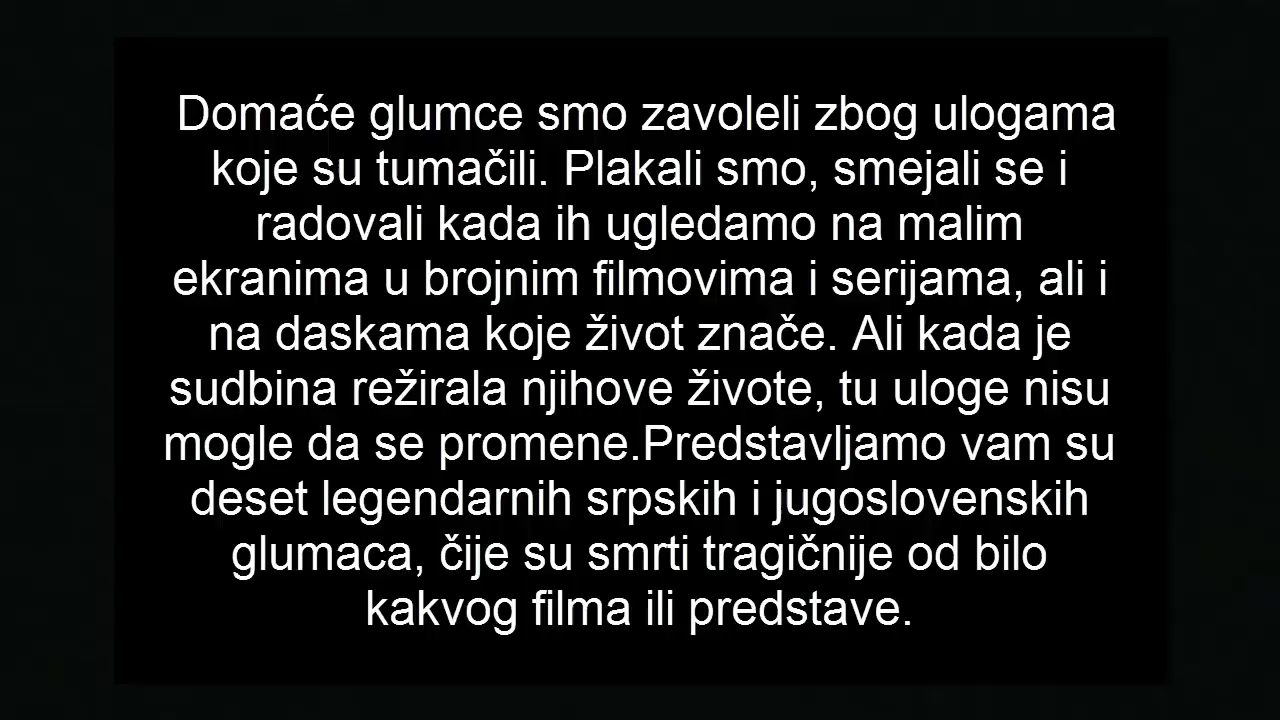 Domaće glumce smo zavoleli zbog ulogama
koje su tumačili. Plakali smo, smejali se i
radovali kada ih ugledamo na malim
ekranima u brojnim filmovima i serijama, ali i
na daskama koje život znače. Ali kada je
sudbina režirala njihove živote, tu uloge nisu
mogle da se promene.Predstavljamo vam su
deset legendarnih srpskih i jugoslovenskih
glumaca, čije su smrti tragičnije od bilo
kakvog filma ili predstave.